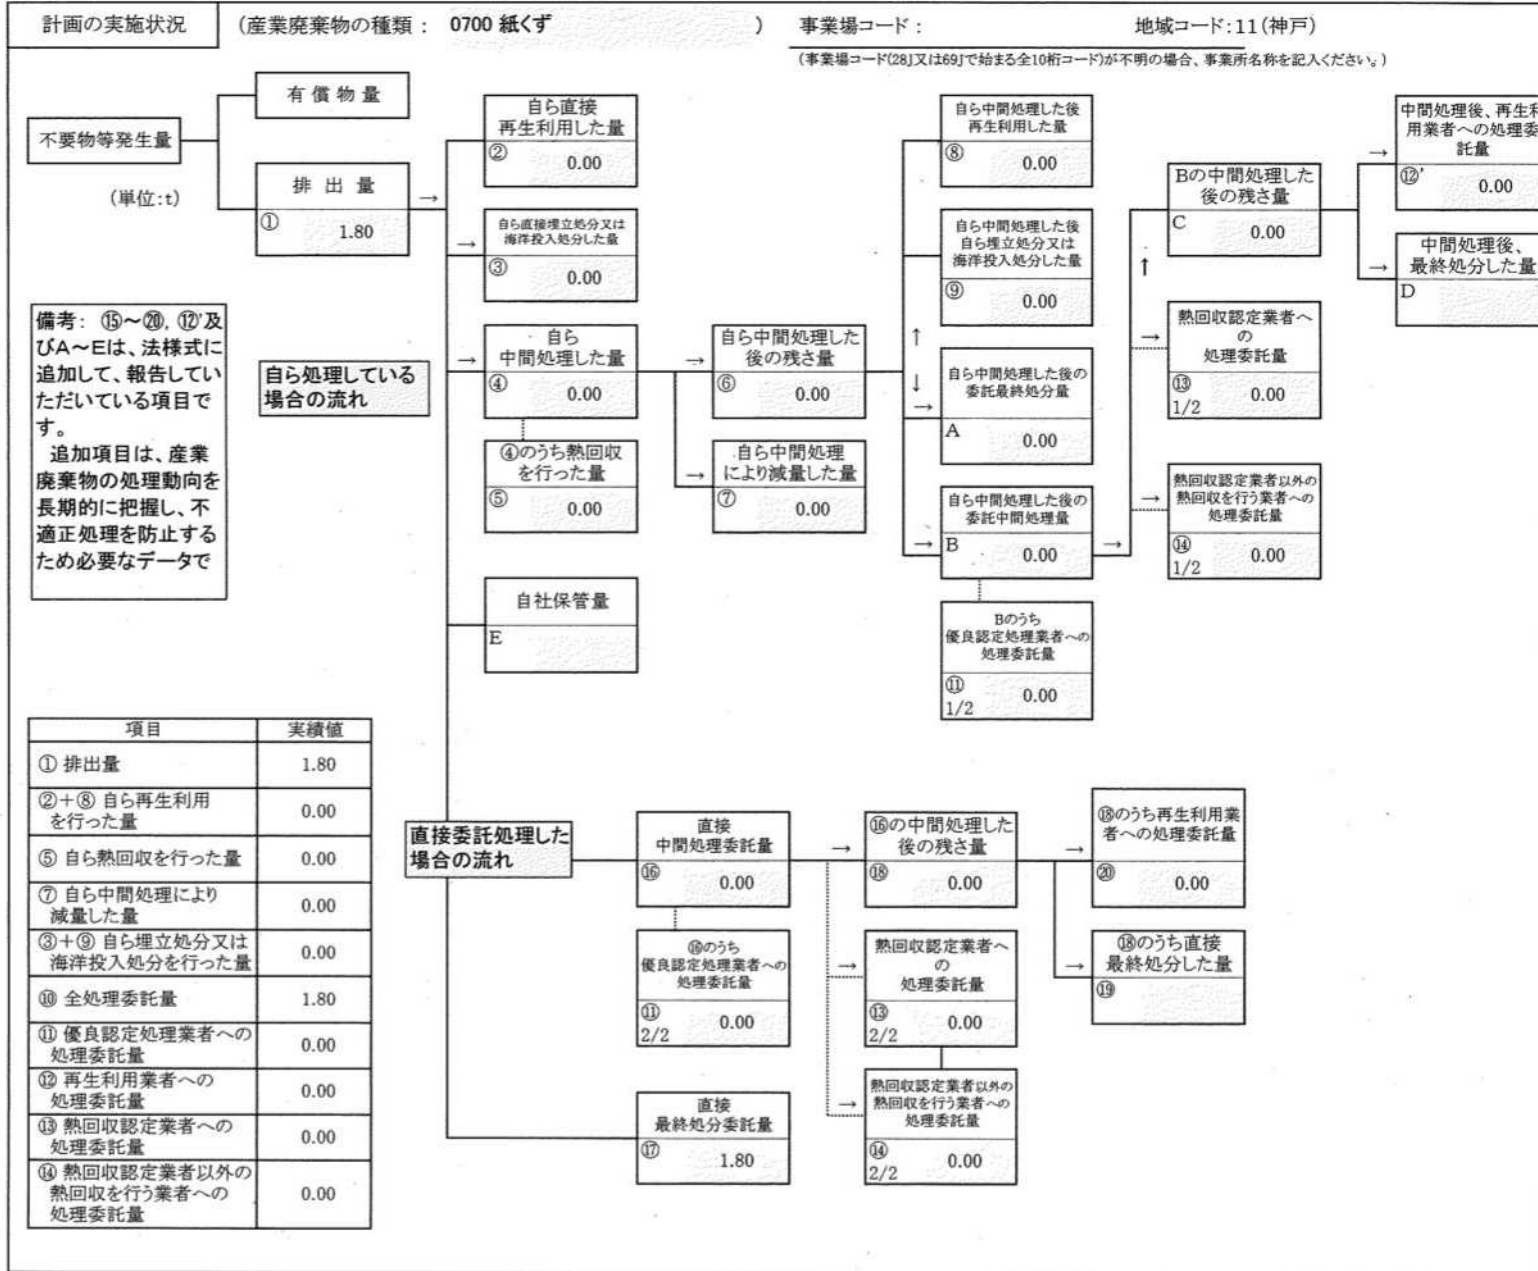 計画の実施状況 (産業廃棄物の種類: 0700 紙くず ) 事業場コード: 地域コード:11(神戸)
(事業場コード(「28」又は「69」で始まる全10桁コード)が不明の場合、事業所名称を記入ください。)
不要物等発生量
(単位:t)
有償物量
排出量
① 1.80
備考: ⑮~⑳, ⑫'及
びA~Eは、法様式に
追加して、報告してい
ただいている項目で
す。
追加項目は、産業
廃棄物の処理動向を
長期的に把握し、不
適正処理を防止する
ため必要なデータで
自ら処理している
場合の流れ
→
自ら直接
再生利用した量
② 0.00
→
自ら直接埋立処分又は
海洋投入処分した量
③ 0.00
→
自ら
中間処理した量
④ 0.00
④のうち熱回収
を行った量
⑤ 0.00
自社保管量
E
→
自ら中間処理した
後の残さ量
⑥ 0.00
→
自ら中間処理
により減量した量
⑦ 0.00
自ら中間処理した後
再生利用した量
⑧ 0.00
自ら中間処理した後
自ら埋立処分又は
海洋投入処分した量
⑨ 0.00
↑
↓
→
自ら中間処理した後の
委託最終処分量
A 0.00
→
自ら中間処理した後の
委託中間処理量
B 0.00
Bのうち
優良認定処理業者への
処理委託量
⑪
1/2 0.00
→
↑
Bの中間処理した
後の残さ量
C 0.00
→
熱回収認定業者へ
の
処理委託量
⑬
1/2 0.00
→
熱回収認定業者以外の
熱回収を行う業者への
処理委託量
⑭
1/2 0.00
→
中間処理後、再生利
用業者への処理委
託量
⑫' 0.00
→
中間処理後、
最終処分した量
D
項目 実績値
① 排出量 1.80
②+⑧ 自ら再生利用
を行った量 0.00
⑤ 自ら熱回収を行った量 0.00
⑦ 自ら中間処理により
減量した量 0.00
③+⑨ 自ら埋立処分又は
海洋投入処分を行った量 0.00
⑩ 全処理委託量 1.80
⑪ 優良認定処理業者への
処理委託量 0.00
⑫ 再生利用業者への
処理委託量 0.00
⑬ 熱回収認定業者への
処理委託量 0.00
⑭ 熱回収認定業者以外の
熱回収を行う業者への
処理委託量 0.00
直接委託処理した
場合の流れ
直接
中間処理委託量
⑯ 0.00
⑯のうち
優良認定処理業者への
処理委託量
⑪
2/2 0.00
直接
最終処分委託量
⑰ 1.80
→
⑯の中間処理した
後の残さ量
⑱ 0.00
→
熱回収認定業者へ
の
処理委託量
⑬
2/2 0.00
→
熱回収認定業者以外の
熱回収を行う業者への
処理委託量
⑭
2/2 0.00
→
⑱のうち再生利用業
者への処理委託量
⑳ 0.00
→
⑱のうち直接
最終処分した量
⑲